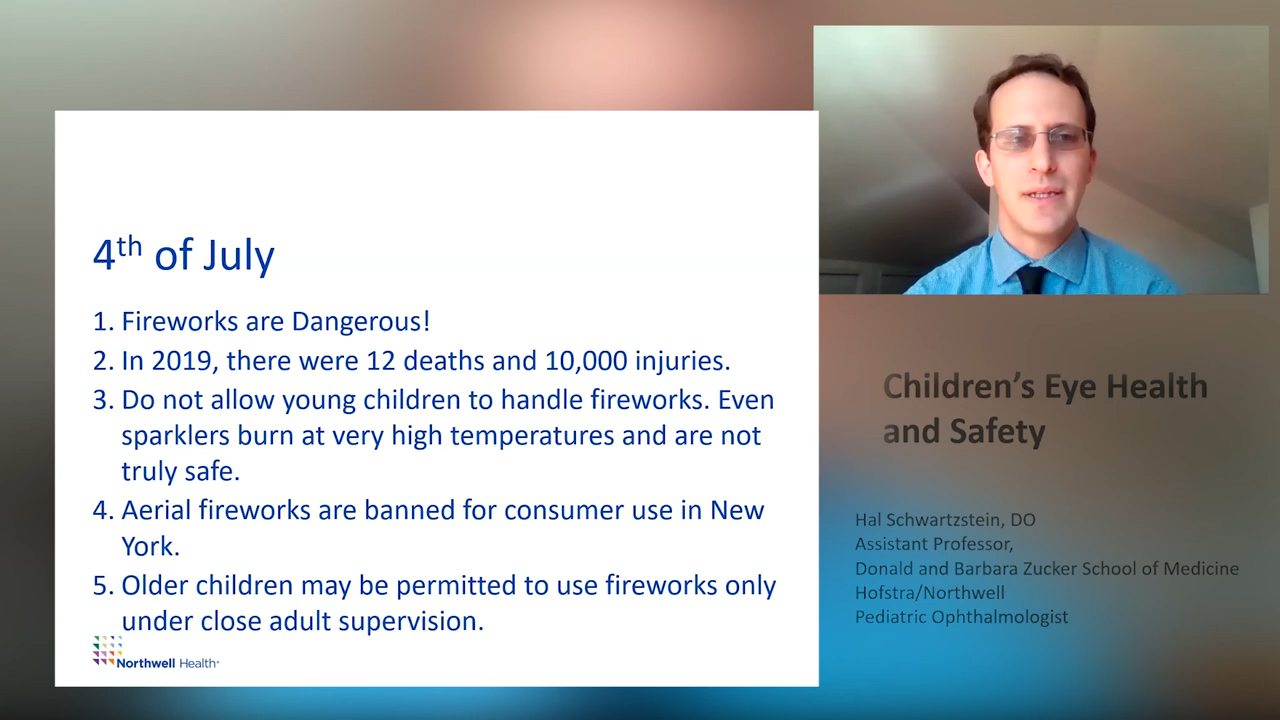 4th of July
1. Fireworks are Dangerous!
2. In 2019, there were 12 deaths and 10,000 injuries.
3. Do not allow young children to handle fireworks. Even
sparklers burn at very high temperatures and are not
truly safe.
4. Aerial fireworks are banned for consumer use in New
York.
5. Older children may be permitted to use fireworks only
under close adult supervision.
Northwell Health
Children’s Eye Health
and Safety
Hal Schwartzstein, DO
Assistant Professor,
Donald and Barbara Zucker School of Medicine
Hofstra/Northwell
Pediatric Ophthalmologist